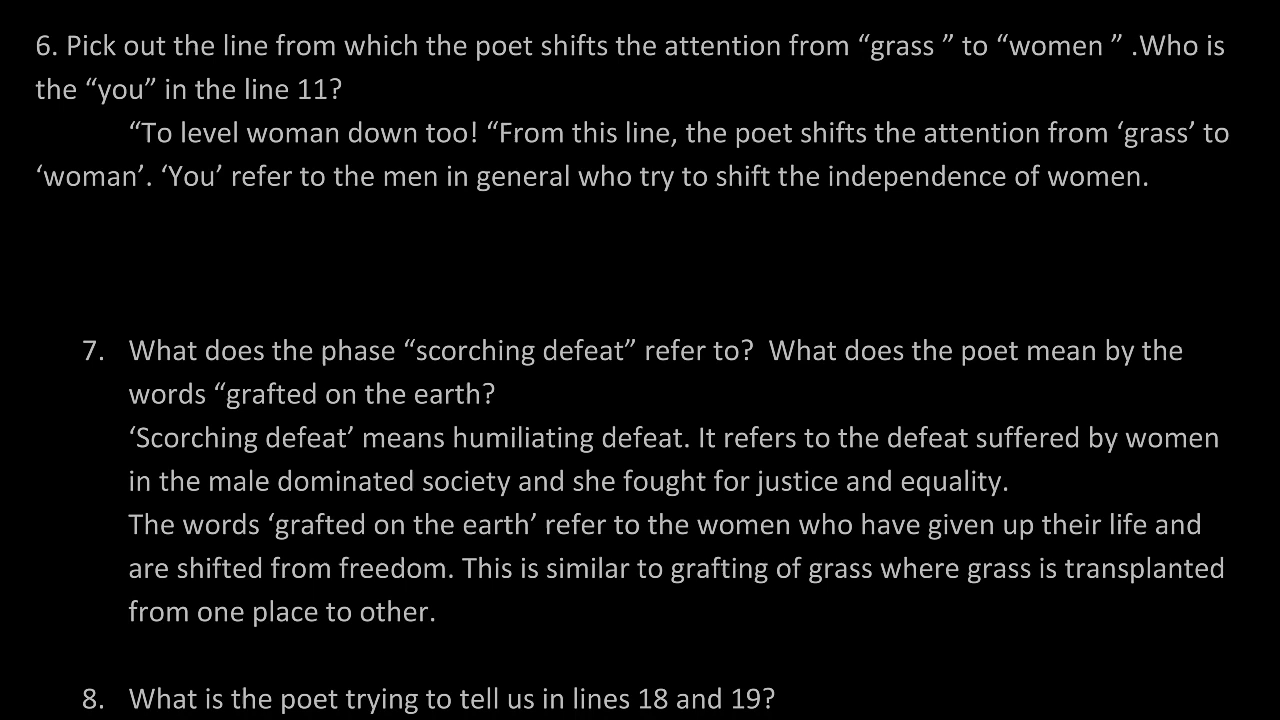 6. Pick out the line from which the poet shifts the attention from “grass ” to “women ” .Who is
the “you” in the line 11?
“To level woman down too! “From this line, the poet shifts the attention from ‘grass’ to
‘woman’. ‘You’ refer to the men in general who try to shift the independence of women.
7. What does the phase “scorching defeat” refer to?  What does the poet mean by the
words “grafted on the earth?
‘Scorching defeat’ means humiliating defeat. It refers to the defeat suffered by women
in the male dominated society and she fought for justice and equality.
The words ‘grafted on the earth’ refer to the women who have given up their life and
are shifted from freedom. This is similar to grafting of grass where grass is transplanted
from one place to other.
8. What is the poet trying to tell us in lines 18 and 19?